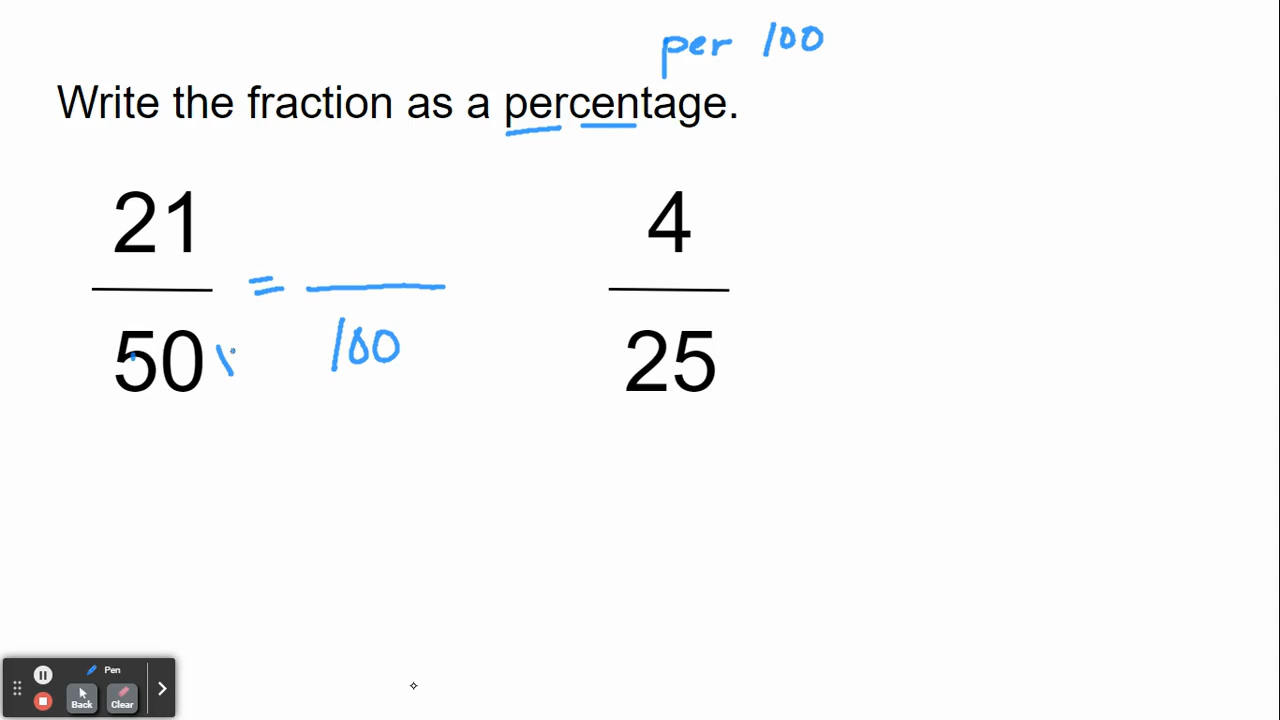 per 100
Write the fraction as a percentage.
21
50
=
100
4
25
Pen
Back
Clear